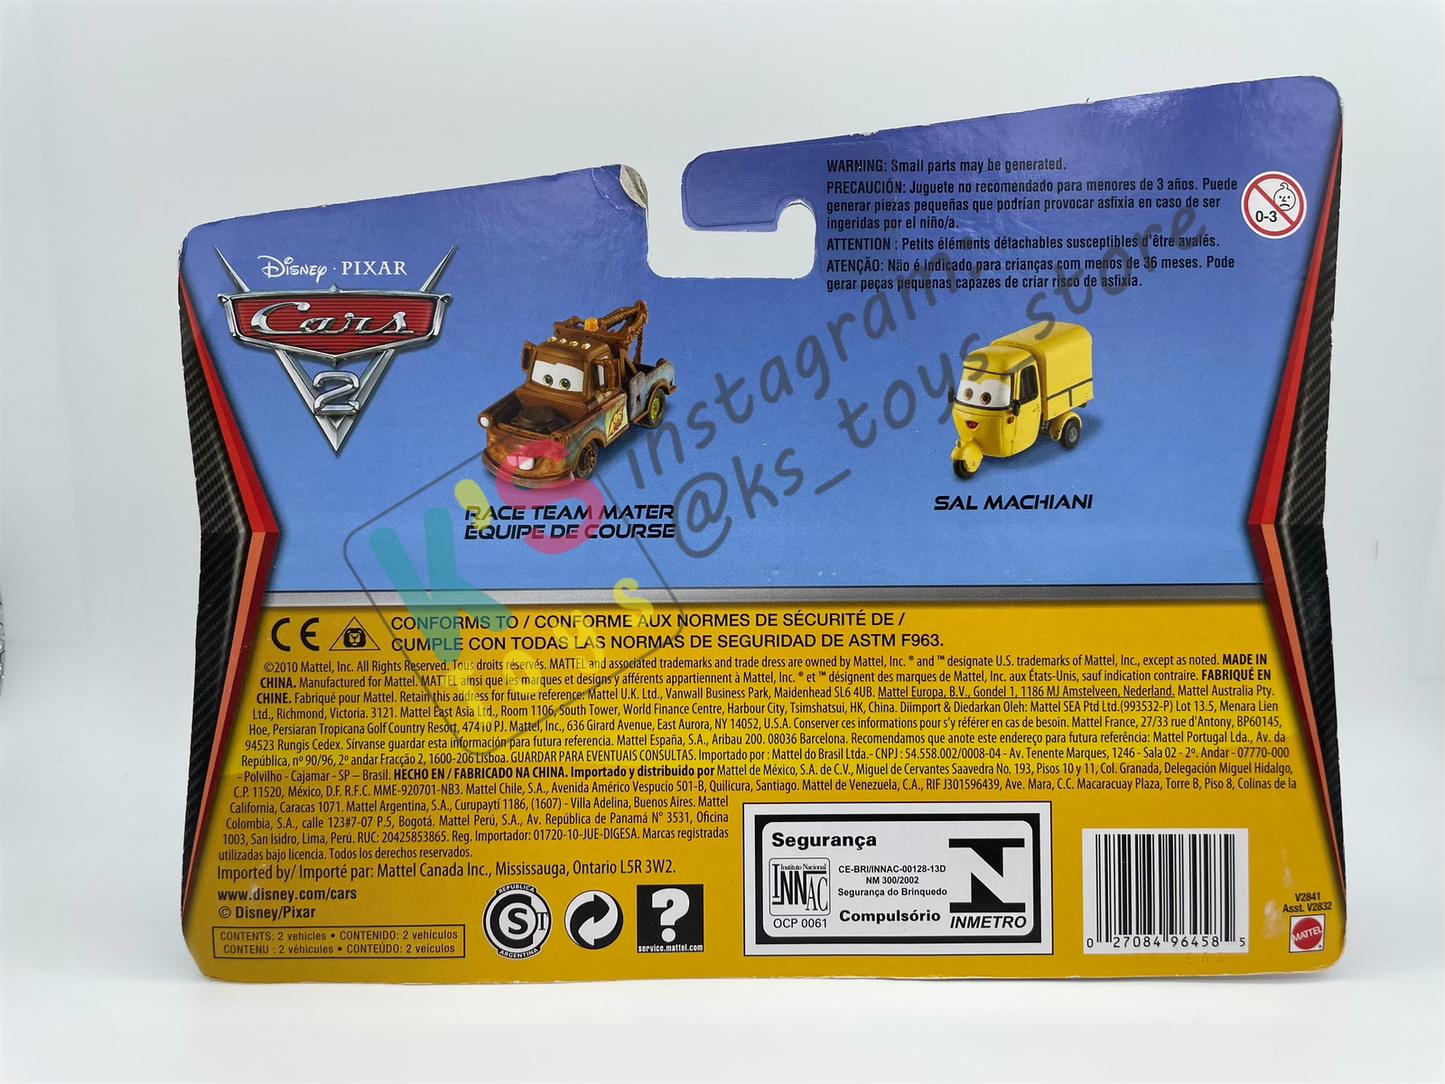 WARNING: Small parts may be generated.
PRECAUCIÓN: Juguete no recomendado para menores de 3 años. Puede
generar piezas pequeñas que podrían provocar asfixia en caso de ser
ingeridas por el niño/a.
ATTENTION : Petits éléments détachables susceptibles d'être avalés.
ATENÇÃO: Não é indicado para crianças com menos de 36 meses. Pode
gerar peças pequenas capazes de criar risco de asfixia.
0-3
Disney · PIXAR
Cars
2
instagram:
@ks_toys_store
K'S
Toys
RACE TEAM MATER
ÉQUIPE DE COURSE
SAL MACHIANI
CE
CONFORMS TO / CONFORME AUX NORMES DE SÉCURITÉ DE /
CUMPLE CON TODAS LAS NORMAS DE SEGURIDAD DE ASTM F963.
©2010 Mattel, Inc. All Rights Reserved. Tous droits réservés. MATTEL and associated trademarks and trade dress are owned by Mattel, Inc. ® and ™ designate U.S. trademarks of Mattel, Inc., except as noted. MADE IN
CHINA. Manufactured for Mattel. MATTEL ainsi que les marques et designs y afférents appartiennent à Mattel, Inc. ® et ™ désignent des marques de Mattel, Inc. aux États-Unis, sauf indication contraire. FABRIQUÉ EN
CHINE. Fabriqué pour Mattel. Retain this address for future reference: Mattel U.K. Ltd., Vanwall Business Park, Maidenhead SL6 4UB. Mattel Europa, B.V., Gondel 1, 1186 MJ Amstelveen, Nederland. Mattel Australia Pty.
Ltd., Richmond, Victoria. 3121. Mattel East Asia Ltd., Room 1106, South Tower, World Finance Centre, Harbour City, Tsimshatsui, HK, China. Diimport & Diedarkan Oleh: Mattel SEA Ptd Ltd.(993532-P) Lot 13.5, Menara Lien
Hoe, Persiaran Tropicana Golf Country Resort, 47410 PJ. Mattel, Inc., 636 Girard Avenue, East Aurora, NY 14052, U.S.A. Conserver ces informations pour s'y référer en cas de besoin. Mattel France, 27/33 rue d'Antony, BP60145,
94523 Rungis Cedex. Sírvanse guardar esta información para futura referencia. Mattel España, S.A., Aribau 200. 08036 Barcelona. Recomendamos que anote este endereço para futura referência: Mattel Portugal Lda., Av. da
República, nº 90/96, 2º andar Fracção 2, 1600-206 Lisboa. GUARDAR PARA EVENTUAIS CONSULTAS. Importado por : Mattel do Brasil Ltda.- CNPJ : 54.558.002/0008-04 - Av. Tenente Marques, 1246 - Sala 02 - 2º. Andar - 07770-000
- Polvilho - Cajamar - SP – Brasil. HECHO EN / FABRICADO NA CHINA. Importado y distribuido por Mattel de México, S.A. de C.V., Miguel de Cervantes Saavedra No. 193, Pisos 10 y 11, Col. Granada, Delegación Miguel Hidalgo,
C.P. 11520, México, D.F. R.F.C. MME-920701-NB3. Mattel Chile, S.A., Avenida Américo Vespucio 501-B, Quilicura, Santiago. Mattel de Venezuela, C.A., RIF J301596439, Ave. Mara, C.C. Macaracuay Plaza, Torre B, Piso 8, Colinas de la
California, Caracas 1071. Mattel Argentina, S.A., Curupaytí 1186, (1607) - Villa Adelina, Buenos Aires. Mattel
Colombia, S.A., calle 123#7-07 P.5, Bogotá. Mattel Perú, S.A., Av. República de Panamá N° 3531, Oficina
1003, San Isidro, Lima, Perú. RUC: 20425853865. Reg. Importador: 01720-10-JUE-DIGESA. Marcas registradas
utilizadas bajo licencia. Todos los derechos reservados.
Imported by/ Importé par: Mattel Canada Inc., Mississauga, Ontario L5R 3W2.
www.disney.com/cars
© Disney/Pixar
CONTENTS: 2 vehicles • CONTENIDO: 2 vehículos
CONTENU : 2 véhicules • CONTEÚDO: 2 veículos
REPUBLICA
CST
ARGENTINA
?
service.mattel.com
Segurança
Instituto Nacional
INNAC
OCP 0061
CE-BRI/INNAC-00128-13D
NM 300/2002
Segurança do Brinquedo
Compulsório
INMETRO
0 27084 96458 5
V2841
Asst. V2832
MATTEL